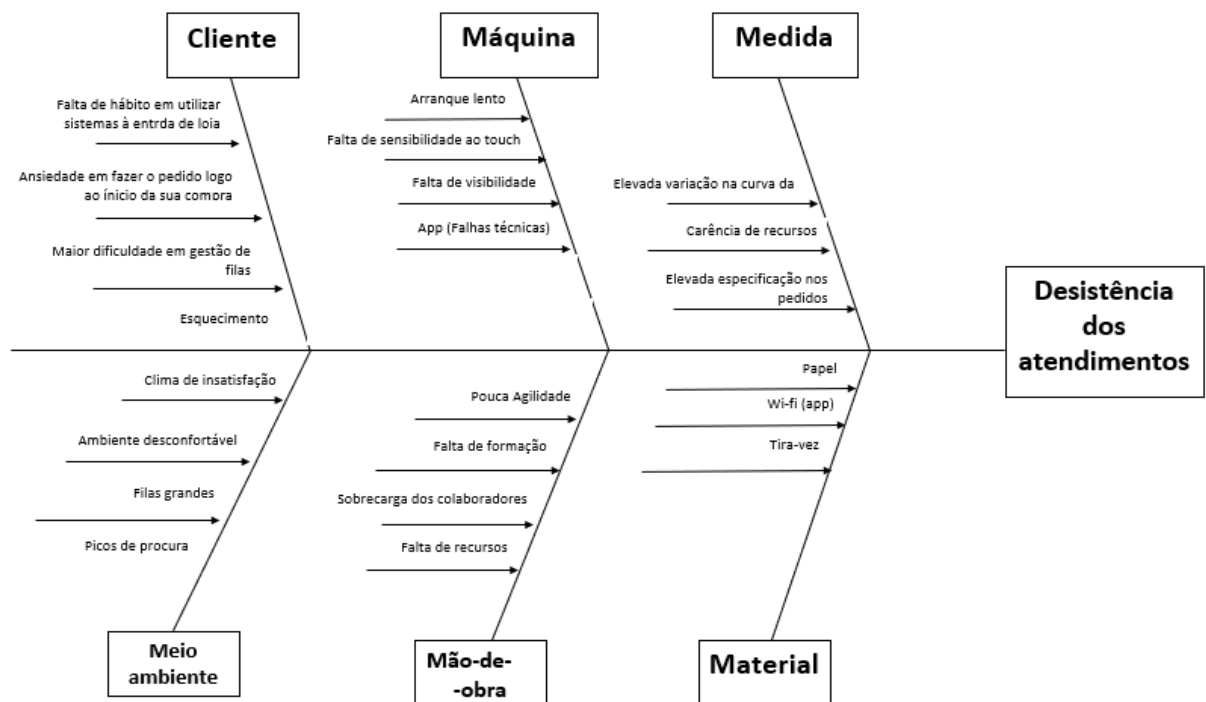 Cliente
Máquina
Medida
Falta de hábito em utilizar
sistemas à entrda de loia
Ansiedade em fazer o pedido logo
ao ínicio da sua compra
Maior dificuldade em gestão de
filas
Esquecimento
Arranque lento
Falta de sensibilidade ao touch
Falta de visibilidade
App (Falhas técnicas)
Elevada variação na curva da
Carência de recursos
Elevada especificação nos
pedidos
Desistência
dos
atendimentos
Clima de insatisfação
Ambiente desconfortável
Filas grandes
Picos de procura
Pouca Agilidade
Falta de formação
Sobrecarga dos colaboradores
Falta de recursos
Papel
Wi-fi (app)
Tira-vez
Meio
ambiente
Mão-de-
-obra
Material